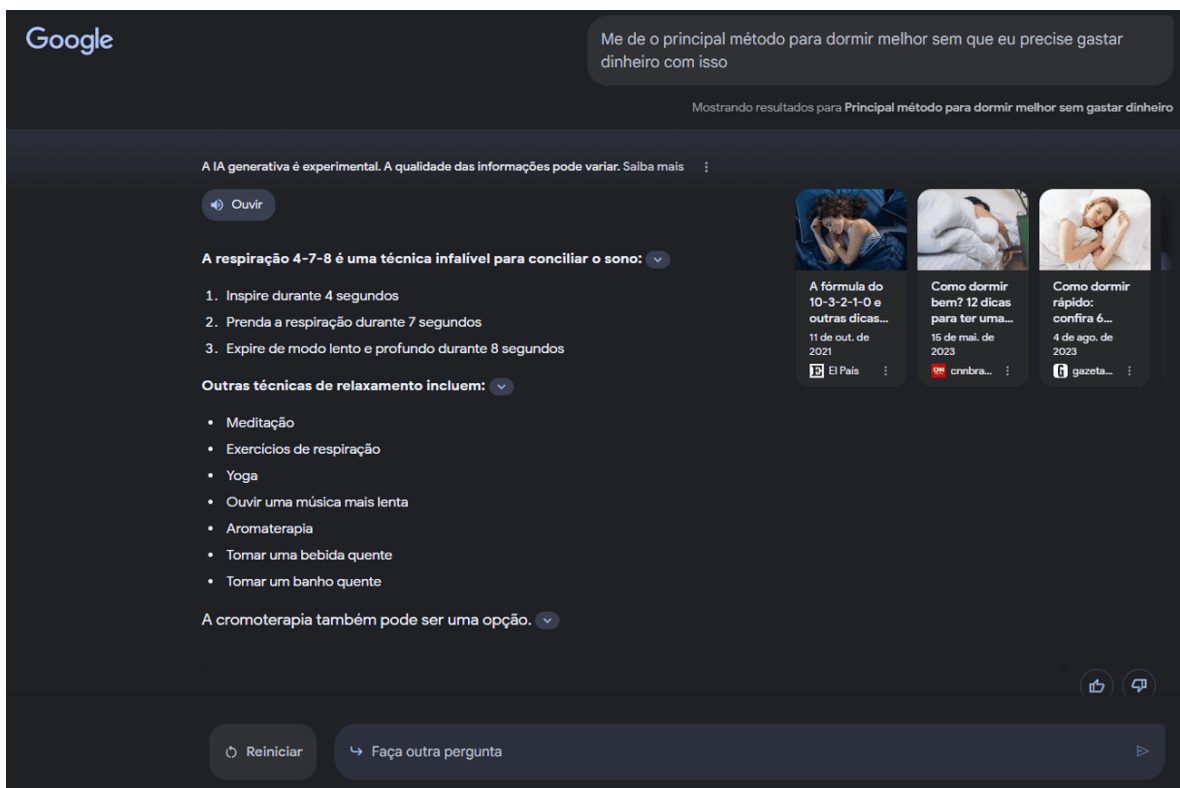 Google
Me de o principal método para dormir melhor sem que eu precise gastar
dinheiro com isso
Mostrando resultados para Principal método para dormir melhor sem gastar dinheiro
A IA generativa é experimental. A qualidade das informações pode variar. Saiba mais
Ouvir
A respiração 4-7-8 é uma técnica infalível para conciliar o sono:
1. Inspire durante 4 segundos
2. Prenda a respiração durante 7 segundos
3. Expire de modo lento e profundo durante 8 segundos
Outras técnicas de relaxamento incluem:
• Meditação
• Exercícios de respiração
• Yoga
• Ouvir uma música mais lenta
• Aromaterapia
• Tomar uma bebida quente
• Tomar um banho quente
A cromoterapia também pode ser uma opção.
A fórmula do
10-3-2-1-0 e
outras dicas...
11 de out. de
2021
El País
Como dormir
bem? 12 dicas
para ter uma...
15 de mai. de
2023
cnnbra...
Como dormir
rápido:
confira 6...
4 de ago. de
2023
gazeta...
Reiniciar
Faça outra pergunta